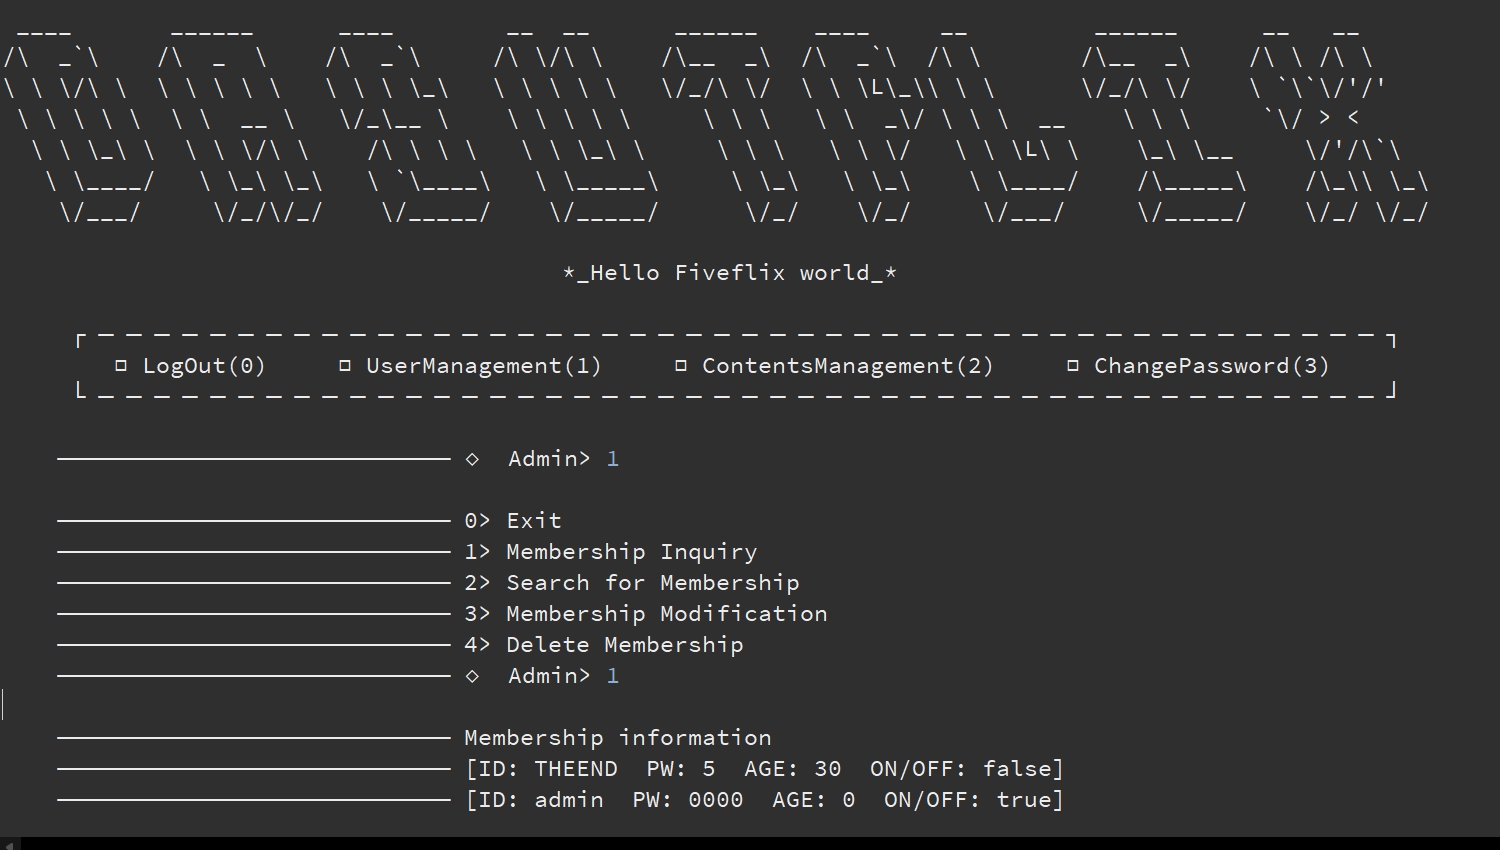 DASUTPLIX
*_Hello Fiveflix world_*
□ LogOut(0) □ UserManagement(1) □ ContentsManagement(2) □ ChangePassword(3)
◇ Admin> 1
0> Exit
1> Membership Inquiry
2> Search for Membership
3> Membership Modification
4> Delete Membership
◇ Admin> 1
Membership information
[ID: THEEND PW: 5 AGE: 30 ON/OFF: false]
[ID: admin PW: 0000 AGE: 0 ON/OFF: true]